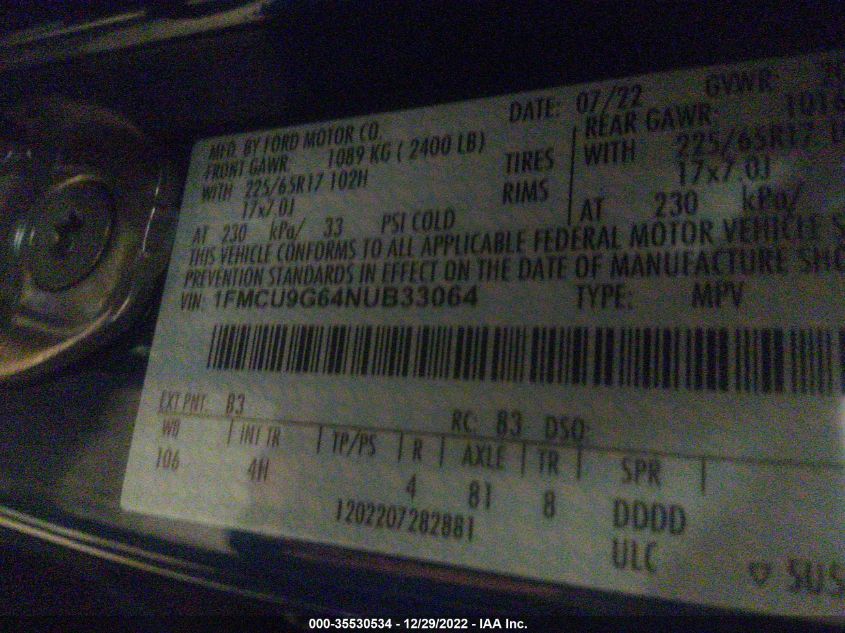 MFD. BY FORD MOTOR CO. DATE: 07/22 GVWR:
FRONT GAWR: 1089 KG ( 2400 LB) REAR GAWR: 1016
WITH 225/65R17 102H TIRES WITH 225/65R17
17x7.0J RIMS 17x7.0J
AT 230 kPa/ 33 PSI COLD AT 230 kPa/
THIS VEHICLE CONFORMS TO ALL APPLICABLE FEDERAL MOTOR VEHICLE S
PREVENTION STANDARDS IN EFFECT ON THE DATE OF MANUFACTURE SHO
VIN: 1FMCU9G64NUB33064 TYPE: MPV
EXT PNT: B3 RC: 83 DSO:
WB | INT TR | TP/PS | R | AXLE | TR | SPR |
106 4H 4 81 8 DDDD
1202207282881 ULC
SUS
000-35530534 - 12/29/2022 - IAA Inc.